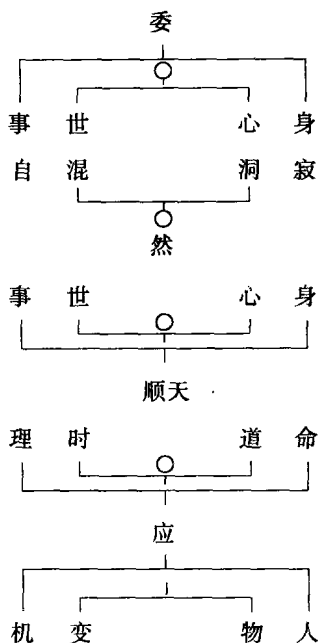 委
事 世 心 身
自 混 洞 寂
然
事 世 心 身
顺天
理 时 道 命
应
机 变 物 人